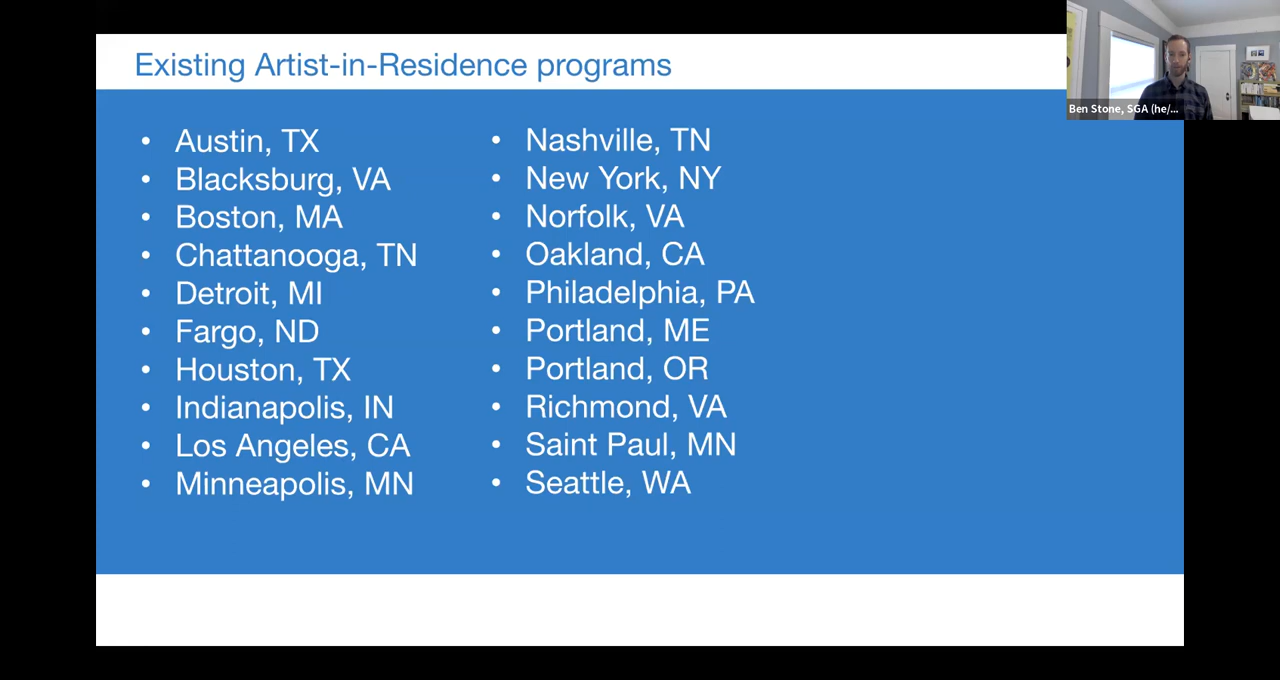 Existing Artist-in-Residence programs
• Austin, TX
• Blacksburg, VA
• Boston, MA
• Chattanooga, TN
• Detroit, MI
• Fargo, ND
• Houston, TX
• Indianapolis, IN
• Los Angeles, CA
• Minneapolis, MN
• Nashville, TN
• New York, NY
• Norfolk, VA
• Oakland, CA
• Philadelphia, PA
• Portland, ME
• Portland, OR
• Richmond, VA
• Saint Paul, MN
• Seattle, WA
Ben Stone, SGA (he/...